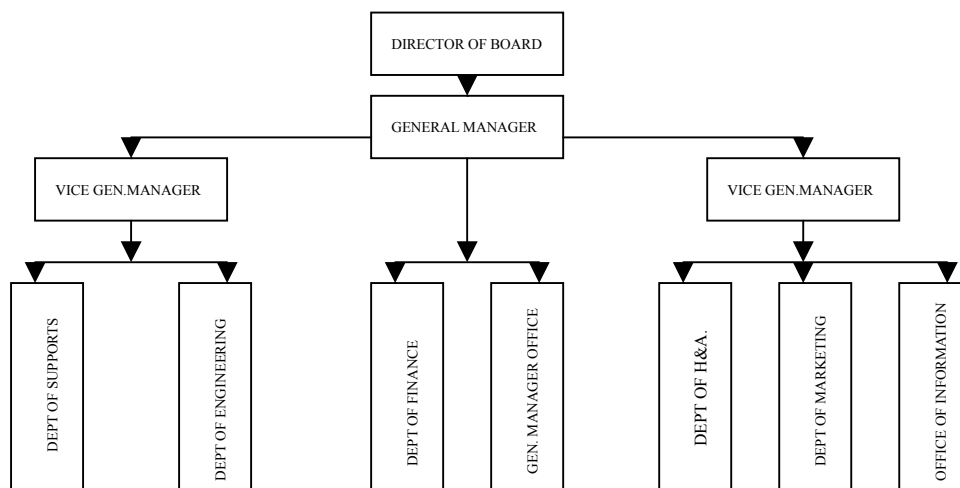 DIRECTOR OF BOARD
GENERAL MANAGER
VICE GEN.MANAGER
VICE GEN.MANAGER
DEPT OF SUPPORTS
DEPT OF ENGINEERING
DEPT OF FINANCE
GEN. MANAGER OFFICE
DEPT OF H&A.
DEPT OF MARKETING
OFFICE OF INFORMATION